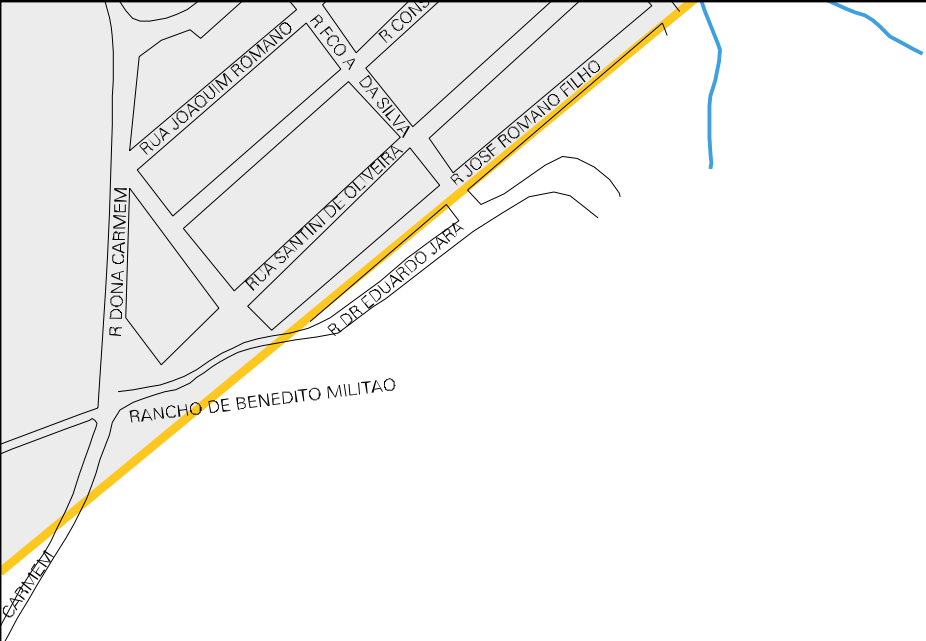 R CONS
R FCO A DA SILVA
RUA JOAQUIM ROMANO
R JOSE ROMANO FILHO
RUA SANTINI DE OLIVEIRA
R DONA CARMEM
R DR EDUARDO JARA
RANCHO DE BENEDITO MILITAO
CARMEM